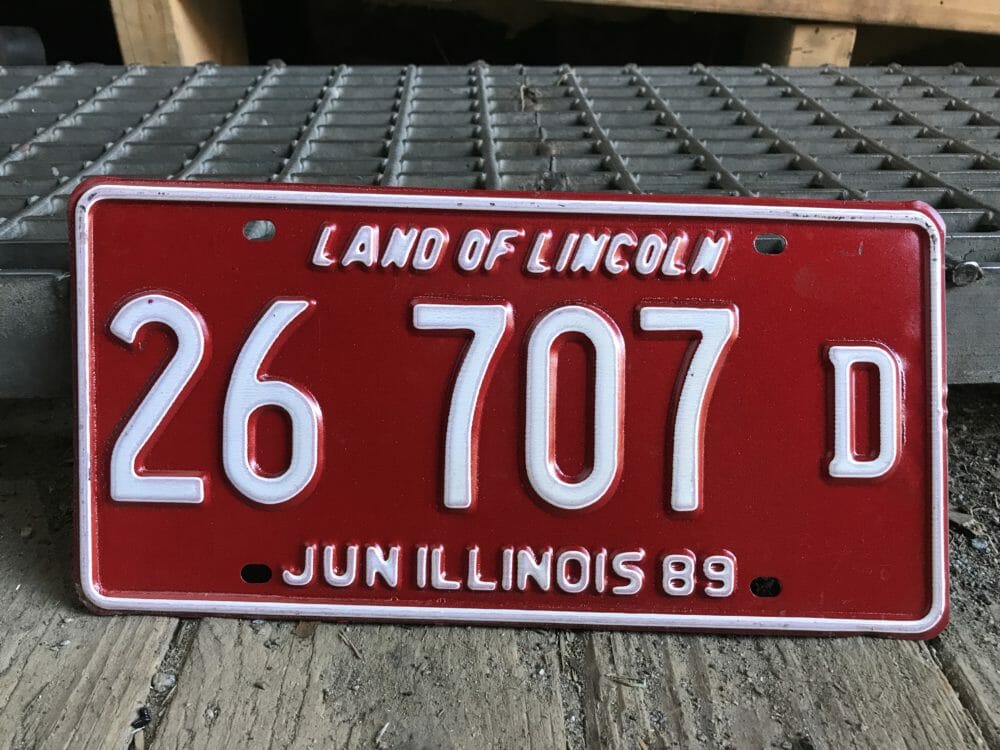 LAND OF LINCOLN
26 707 D
JUN ILLINOIS 89